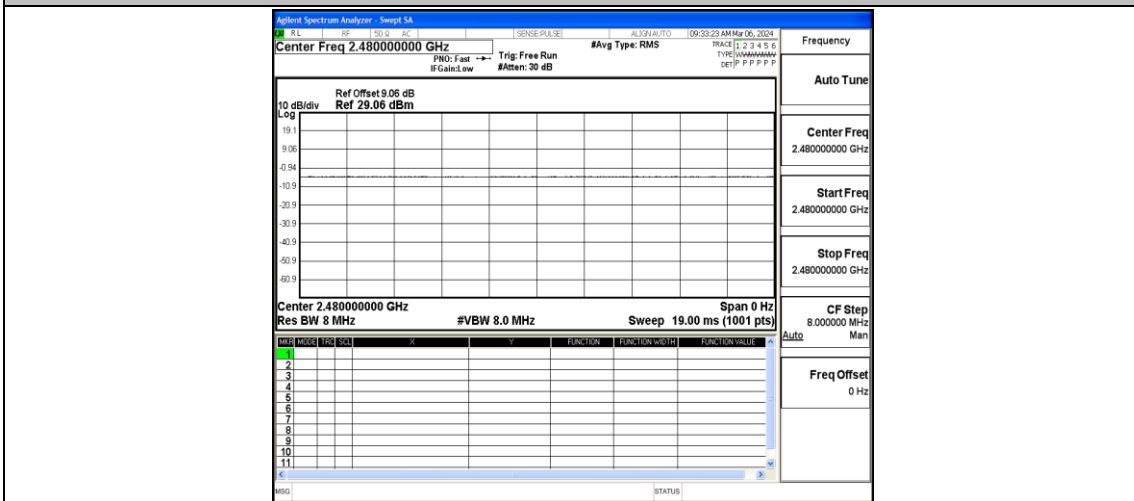 Agilent Spectrum Analyzer - Swept SA
RL RF 50 Ω AC SENSE:PULSE ALIGNAUTO 09:33:23 AM Mar 06, 2024
Center Freq 2.480000000 GHz
#Avg Type: RMS
TRACE 1 2 3 4 5 6
PNO: Fast Trig: Free Run
TYPE
IFGain:Low #Atten: 30 dB
DET P P P P P P
Ref Offset 9.06 dB
10 dB/div Ref 29.06 dBm
Log
19.1
9.06
-0.94
-10.9
-20.9
-30.9
-40.9
-50.9
-60.9
Center 2.480000000 GHz Span 0 Hz
Res BW 8 MHz #VBW 8.0 MHz Sweep 19.00 ms (1001 pts)
MKR MODE TRC SCL X Y FUNCTION FUNCTION WIDTH FUNCTION VALUE
1
2
3
4
5
6
7
8
9
10
11
MSG STATUS
Frequency
Auto Tune
Center Freq
2.480000000 GHz
Start Freq
2.480000000 GHz
Stop Freq
2.480000000 GHz
CF Step
8.000000 MHz
Auto Man
Freq Offset
0 Hz